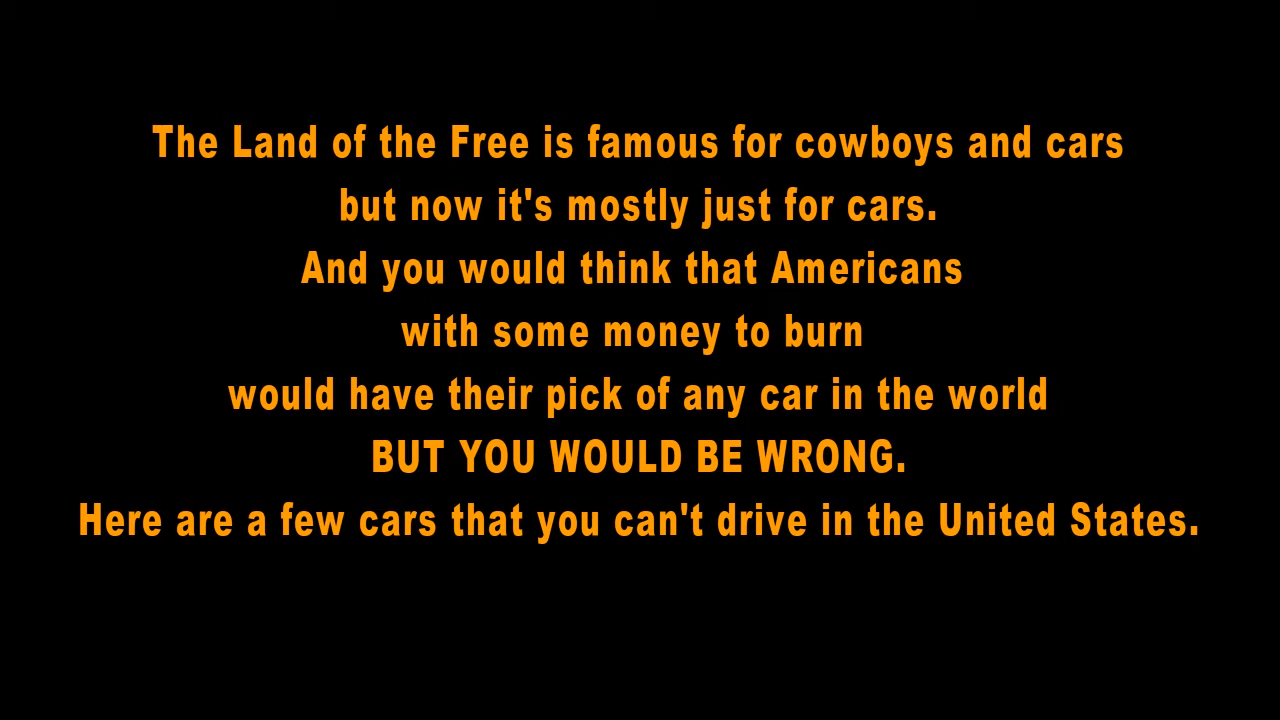 The Land of the Free is famous for cowboys and cars
but now it's mostly just for cars.
And you would think that Americans
with some money to burn
would have their pick of any car in the world
BUT YOU WOULD BE WRONG.
Here are a few cars that you can't drive in the United States.